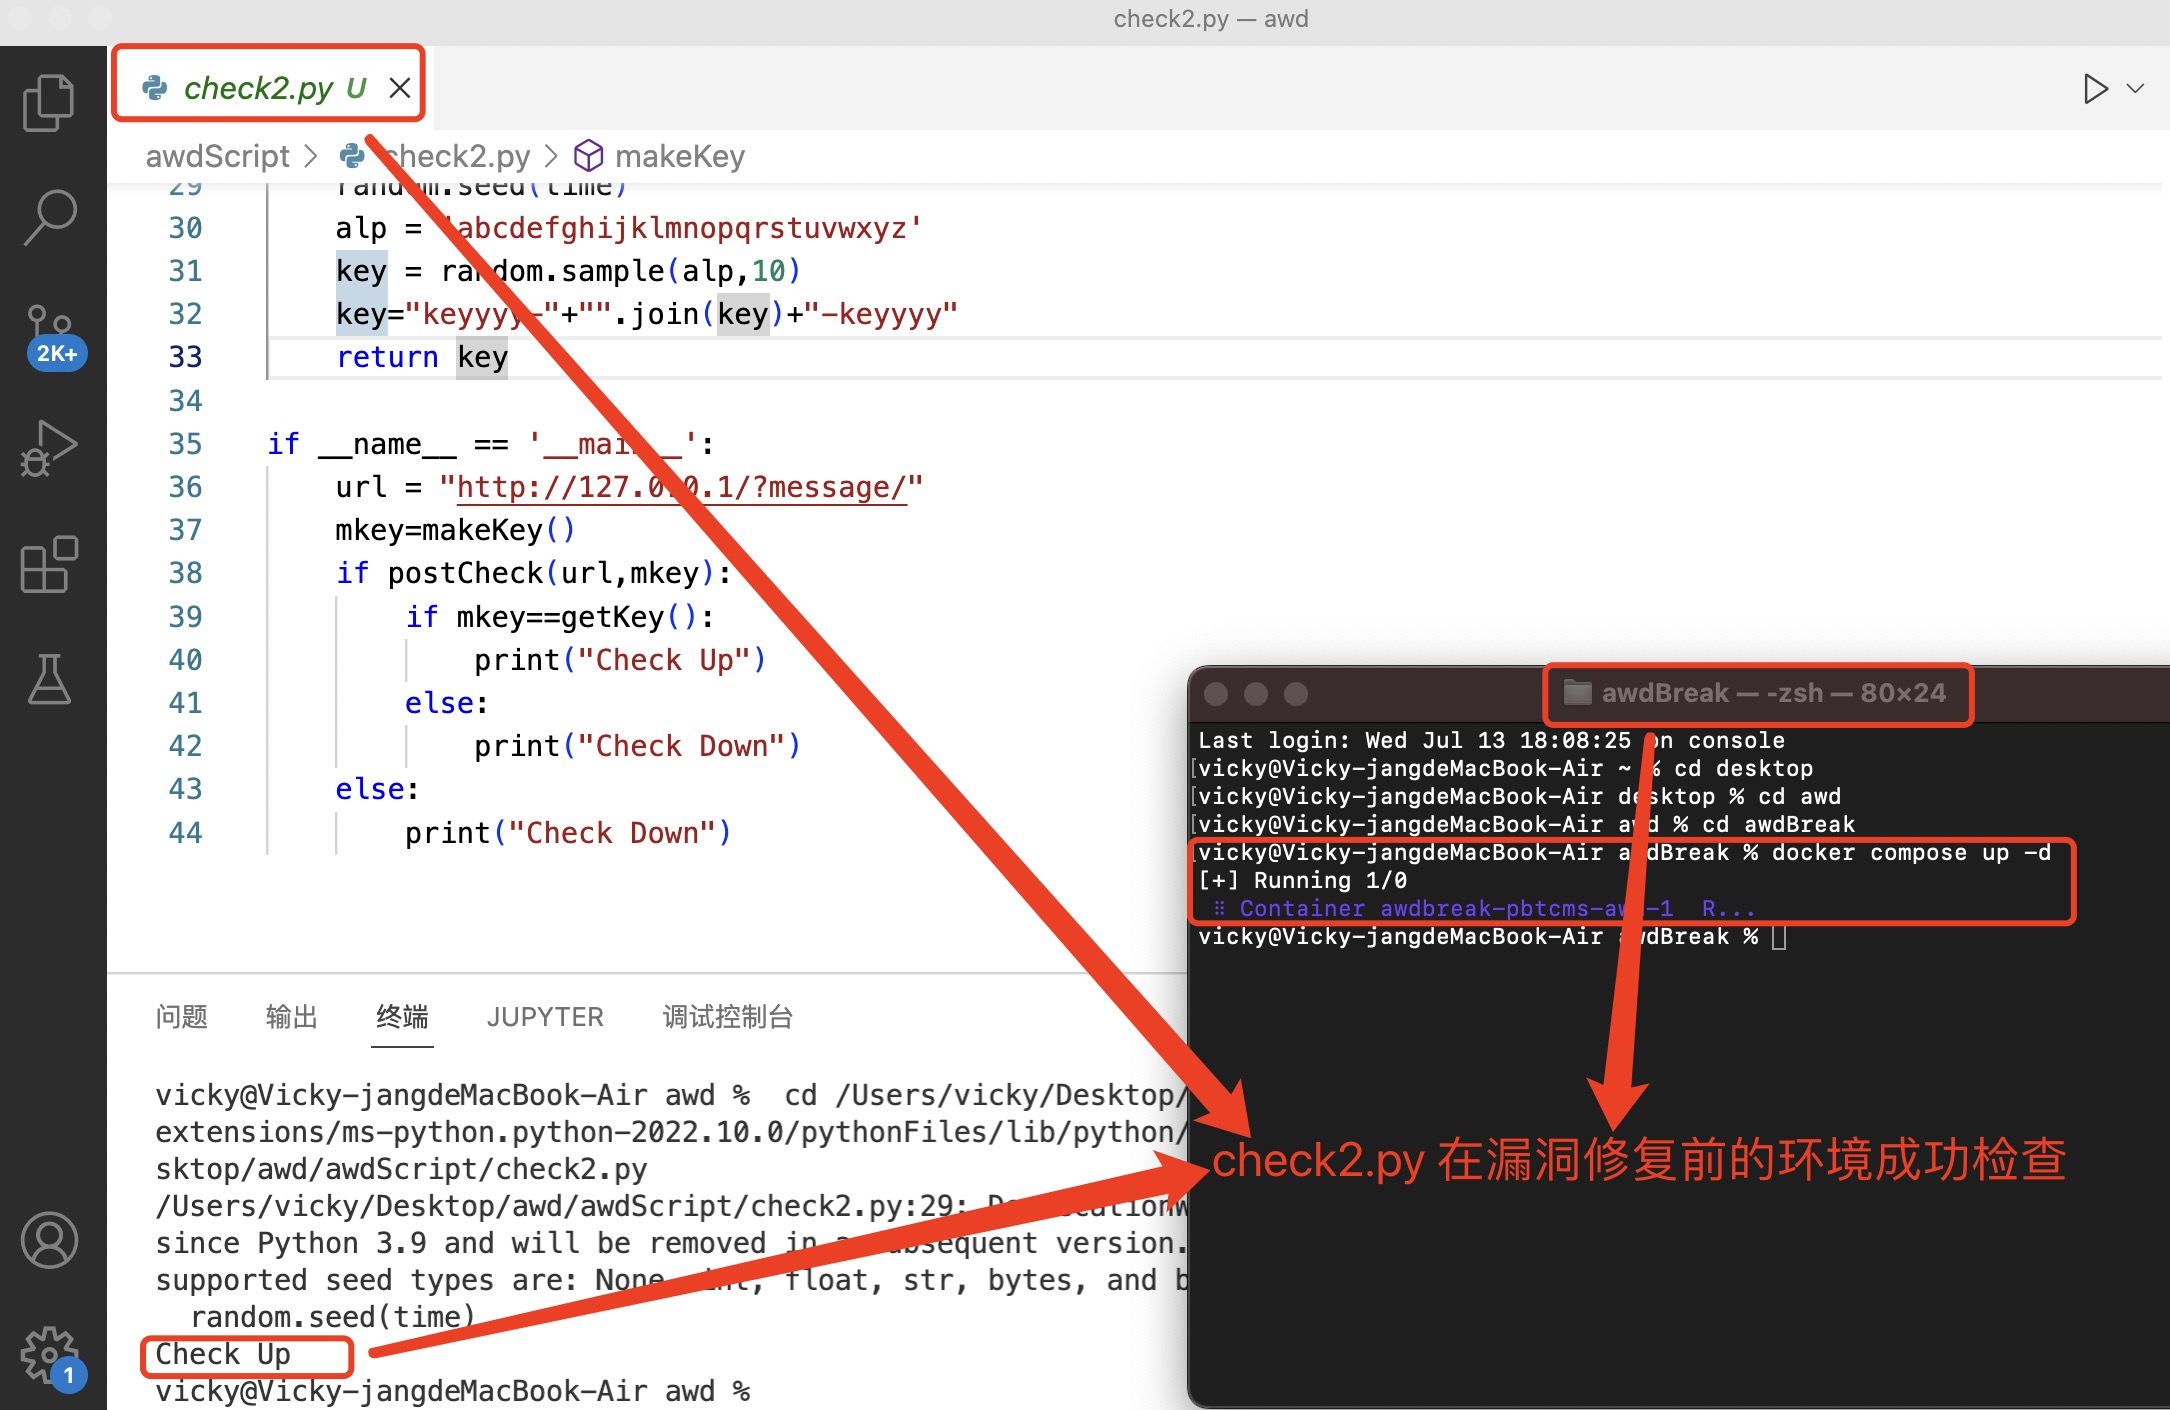 check2.py — awd
check2.py U
awdScript > check2.py > makeKey
29 random.seed(time)
30 alp = 'abcdefghijklmnopqrstuvwxyz'
31 key = random.sample(alp,10)
32 key="keyyyy-"+"".join(key)+"-keyyyy"
33 return key
34
35 if __name__ == '__main__':
36 url = "http://127.0.0.1/?message/"
37 mkey=makeKey()
38 if postCheck(url,mkey):
39 if mkey==getKey():
40 print("Check Up")
41 else:
42 print("Check Down")
43 else:
44 print("Check Down")
2K+
1
问题 输出 终端 JUPYTER 调试控制台
vicky@Vicky-jangdeMacBook-Air awd % cd /Users/vicky/Desktop/
extensions/ms-python.python-2022.10.0/pythonFiles/lib/python/
sktop/awd/awdScript/check2.py
/Users/vicky/Desktop/awd/awdScript/check2.py:29: DeprecationW
since Python 3.9 and will be removed in a subsequent version.
supported seed types are: None, int, float, str, bytes, and b
random.seed(time)
Check Up
vicky@Vicky-jangdeMacBook-Air awd %
awdBreak — -zsh — 80×24
Last login: Wed Jul 13 18:08:25 on console
[vicky@Vicky-jangdeMacBook-Air ~ % cd desktop
[vicky@Vicky-jangdeMacBook-Air desktop % cd awd
[vicky@Vicky-jangdeMacBook-Air awd % cd awdBreak
[vicky@Vicky-jangdeMacBook-Air awdBreak % docker compose up -d
[+] Running 1/0
⠿ Container awdbreak-pbtcms-awd-1 R...
vicky@Vicky-jangdeMacBook-Air awdBreak %
check2.py 在漏洞修复前的环境成功检查